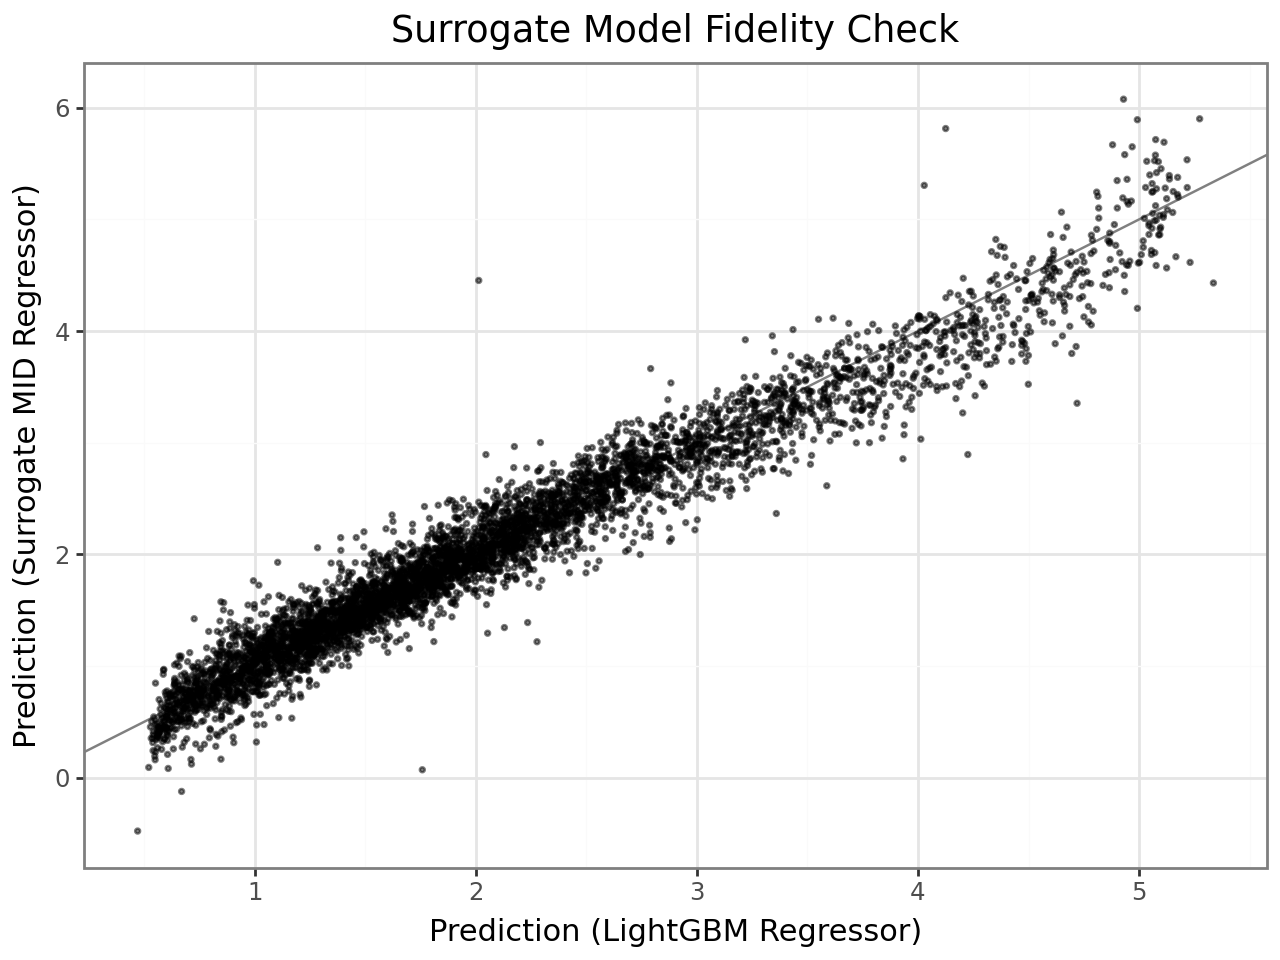 Surrogate Model Fidelity Check
Prediction (Surrogate MID Regressor)
6
4
2
0
1 2 3 4 5
Prediction (LightGBM Regressor)